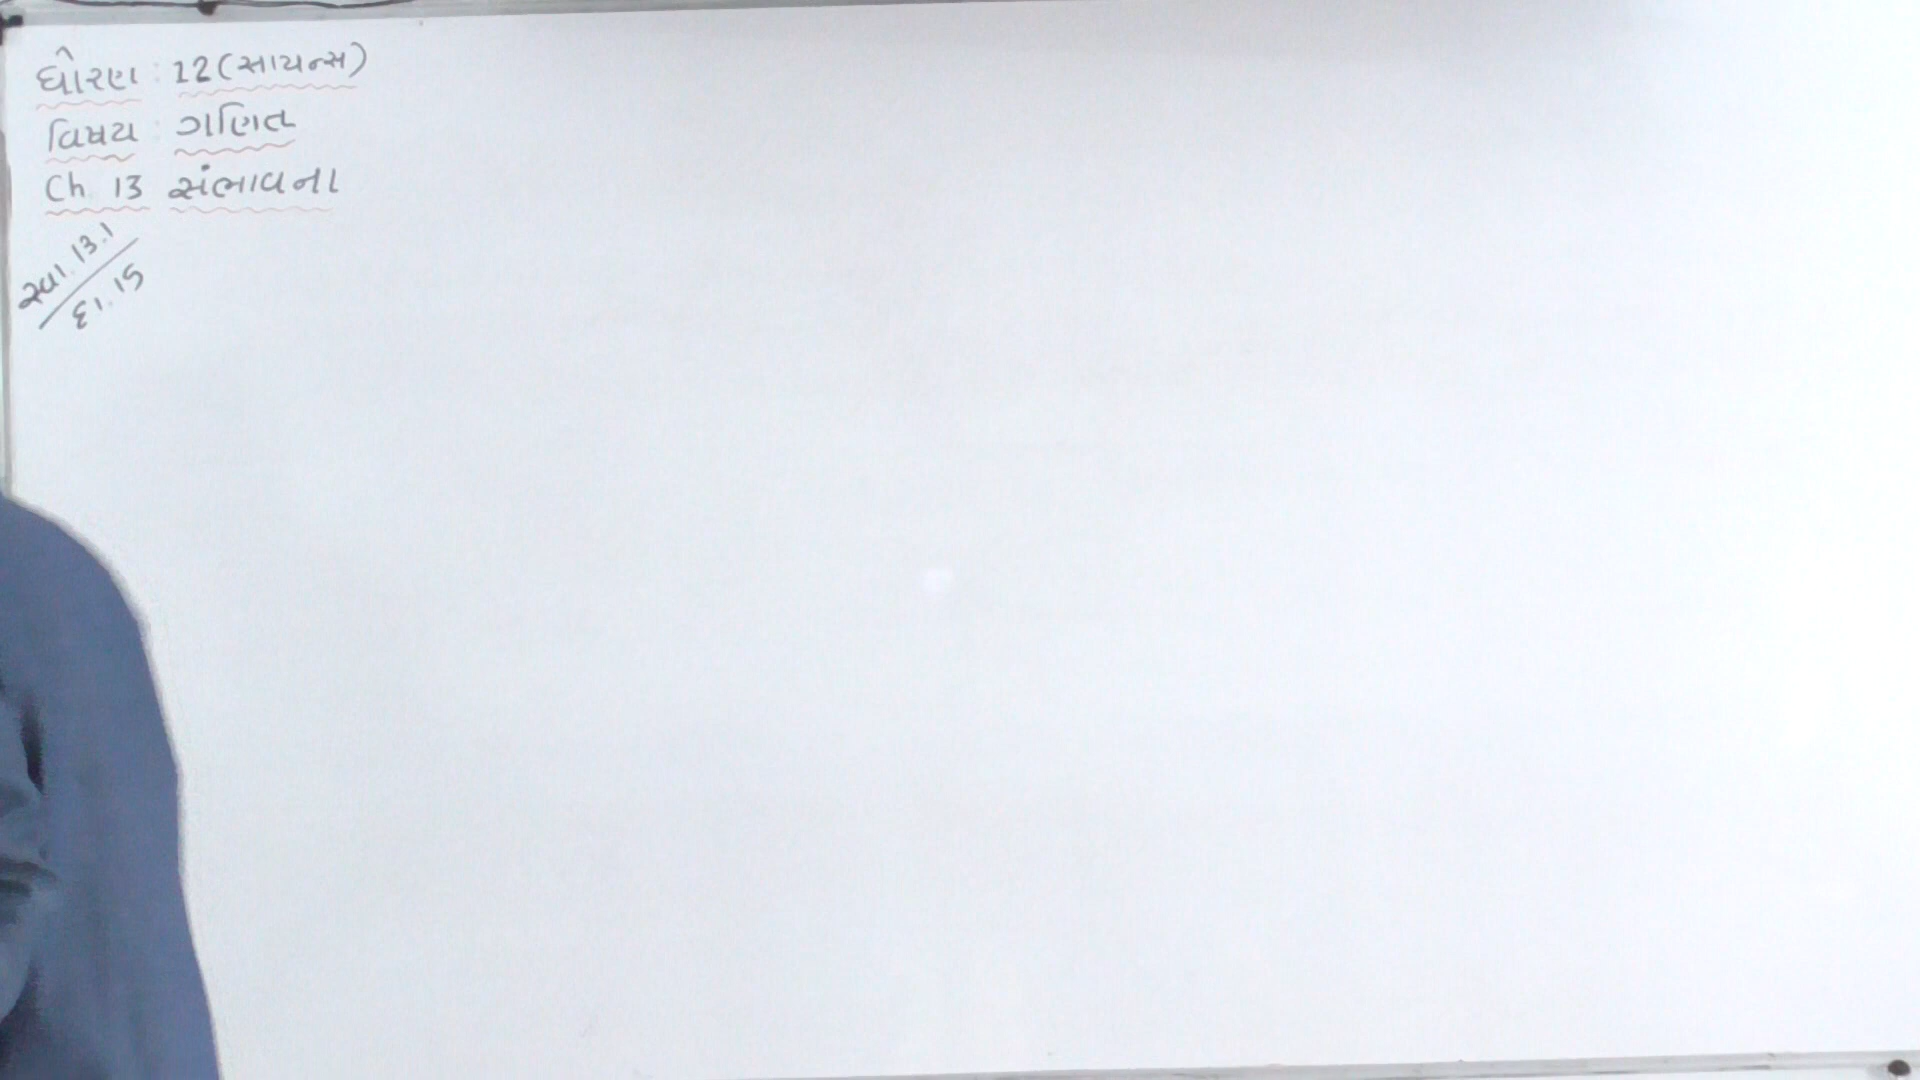 ધોરણ : 12 (સાયન્સ)
વિષય : ગણિત
Ch 13 સંભાવના
સ્વા. 13.1
દા. 15